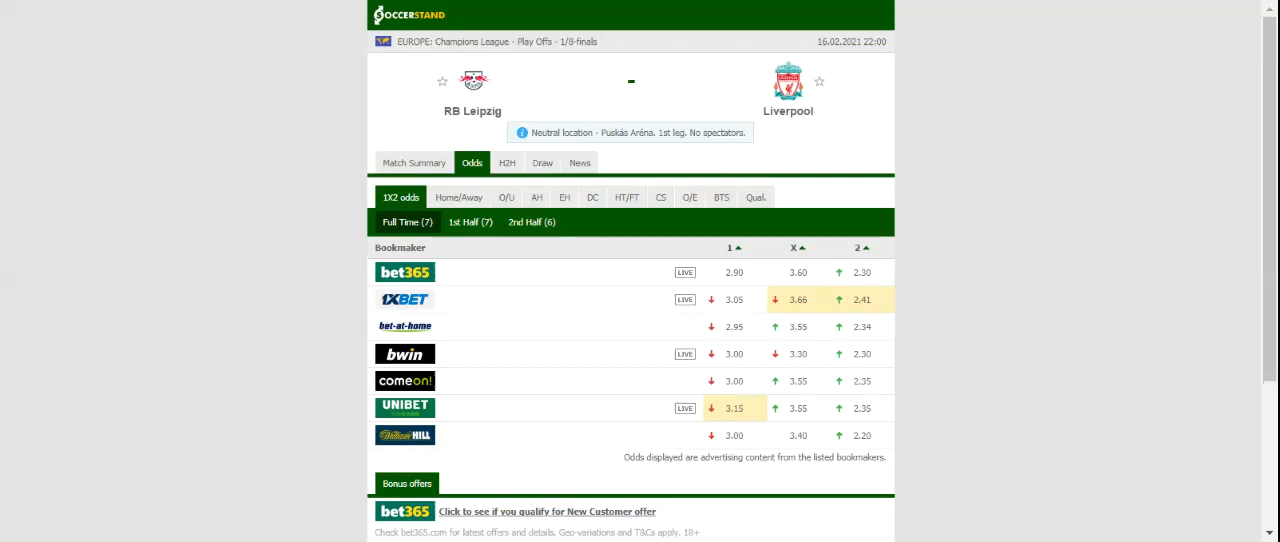 SOCCERSTAND
EUROPE: Champions League - Play Offs - 1/8-finals 16.02.2021 22:00
-
RB Leipzig Liverpool
Neutral location - Puskás Aréna. 1st leg. No spectators.
Match Summary Odds H2H Draw News
1X2 odds Home/Away O/U AH EH DC HT/FT CS O/E BTS Qual.
Full Time (7) 1st Half (7) 2nd Half (6)
Bookmaker 1 X 2
bet365 LIVE 2.90 3.60 2.30
1XBET LIVE 3.05 3.66 2.41
bet-at-home 2.95 3.55 2.34
bwin LIVE 3.00 3.30 2.30
comeon! 3.00 3.55 2.35
UNIBET LIVE 3.15 3.55 2.35
William HILL 3.00 3.40 2.20
Odds displayed are advertising content from the listed bookmakers.
Bonus offers
bet365 Click to see if you qualify for New Customer offer
Check bet365.com for latest offers and details. Geo-variations and T&Cs apply. 18+